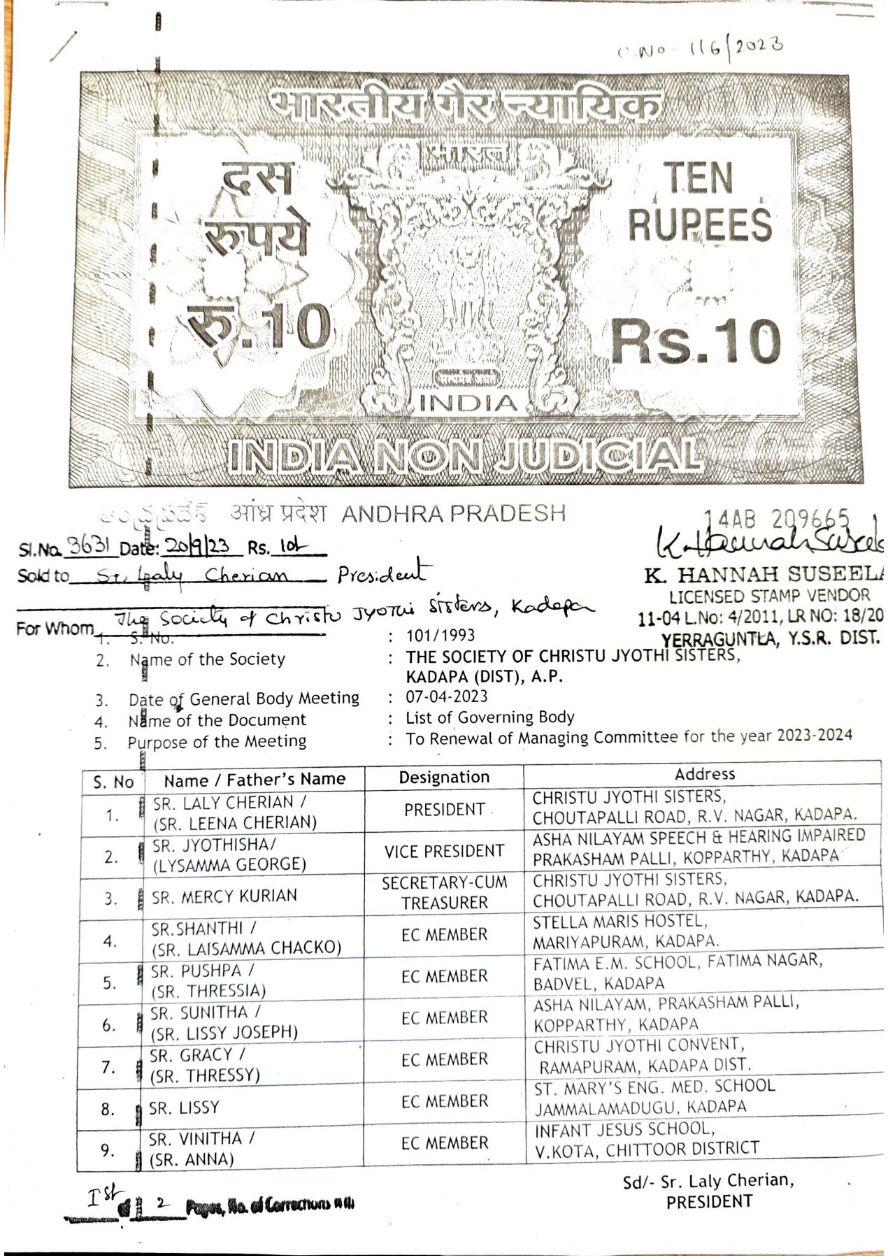 C.No. 116/2023
भारतीय गैर न्यायिक
भारत
दस
रुपये
रु.10
TEN
RUPEES
Rs.10
INDIA
INDIA NON JUDICIAL
ఆంధ్రప్రదేశ్ आंध्र प्रदेश ANDHRA PRADESH
14AB 209665
Sl.No. 3631 Date: 20/9/23 Rs. 10/-
Sold to Sr. Laly Cherian President
For Whom The Society of Christu Jyothi Sisters, Kadapa
K. Hannah Suseela
K. HANNAH SUSEELA
LICENSED STAMP VENDOR
11-04 L.No: 4/2011, LR NO: 18/20
YERRAGUNTLA, Y.S.R. DIST.
1. S. No. : 101/1993
2. Name of the Society : THE SOCIETY OF CHRISTU JYOTHI SISTERS,
KADAPA (DIST), A.P.
3. Date of General Body Meeting : 07-04-2023
4. Name of the Document : List of Governing Body
5. Purpose of the Meeting : To Renewal of Managing Committee for the year 2023-2024
S. No Name / Father's Name Designation Address
1. SR. LALY CHERIAN / (SR. LEENA CHERIAN) PRESIDENT CHRISTU JYOTHI SISTERS, CHOUTAPALLI ROAD, R.V. NAGAR, KADAPA.
2. SR. JYOTHISHA/ (LYSAMMA GEORGE) VICE PRESIDENT ASHA NILAYAM SPEECH & HEARING IMPAIRED PRAKASHAM PALLI, KOPPARTHY, KADAPA
3. SR. MERCY KURIAN SECRETARY-CUM TREASURER CHRISTU JYOTHI SISTERS, CHOUTAPALLI ROAD, R.V. NAGAR, KADAPA.
4. SR.SHANTHI / (SR. LAISAMMA CHACKO) EC MEMBER STELLA MARIS HOSTEL, MARIYAPURAM, KADAPA.
5. SR. PUSHPA / (SR. THRESSIA) EC MEMBER FATIMA E.M. SCHOOL, FATIMA NAGAR, BADVEL, KADAPA
6. SR. SUNITHA / (SR. LISSY JOSEPH) EC MEMBER ASHA NILAYAM, PRAKASHAM PALLI, KOPPARTHY, KADAPA
7. SR. GRACY / (SR. THRESSY) EC MEMBER CHRISTU JYOTHI CONVENT, RAMAPURAM, KADAPA DIST.
8. SR. LISSY EC MEMBER ST. MARY'S ENG. MED. SCHOOL JAMMALAMADUGU, KADAPA
9. SR. VINITHA / (SR. ANNA) EC MEMBER INFANT JESUS SCHOOL, V.KOTA, CHITTOOR DISTRICT
Sd/- Sr. Laly Cherian,
PRESIDENT
Ist of 2 Pages, No. of Corrections nil